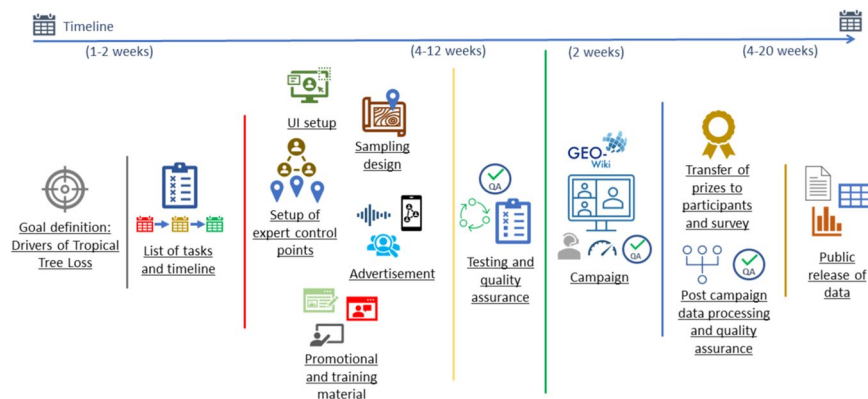 Timeline
(1-2 weeks)
(4-12 weeks)
(2 weeks)
(4-20 weeks)
Goal definition:
Drivers of Tropical
Tree Loss
List of tasks
and timeline
UI setup
Sampling
design
Setup of
expert control
points
Advertisement
Promotional
and training
material
QA
Testing and
quality
assurance
GEO-
Wiki
QA
Campaign
Transfer of
prizes to
participants
and survey
QA
Post campaign
data processing
and quality
assurance
Public
release of
data